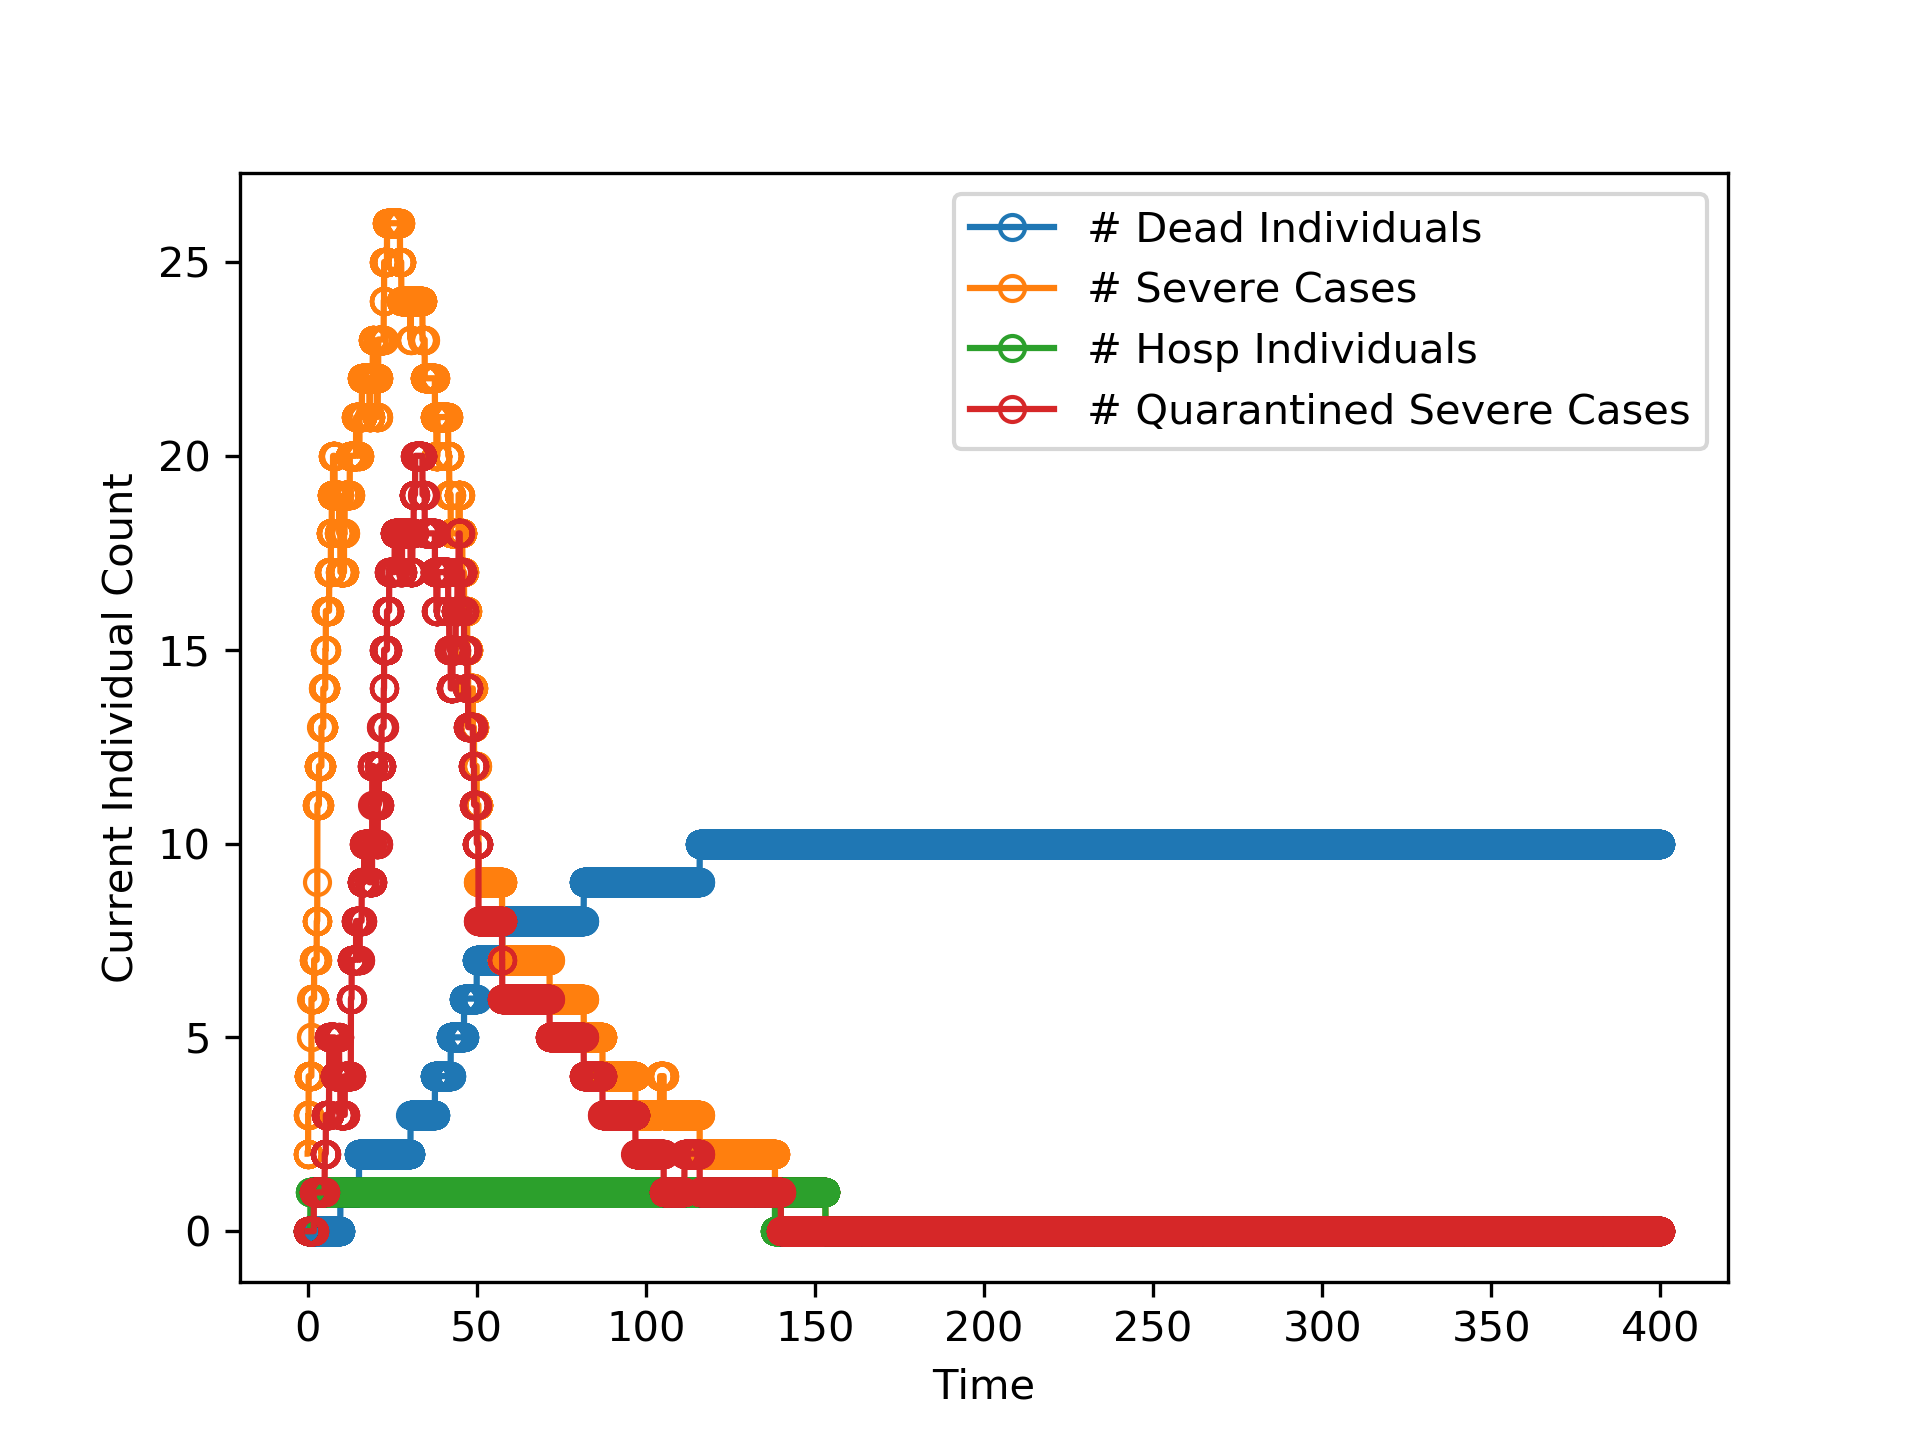 # Dead Individuals
# Severe Cases
# Hosp Individuals
# Quarantined Severe Cases
Current Individual Count
25
20
15
10
5
0
0 50 100 150 200 250 300 350 400
Time